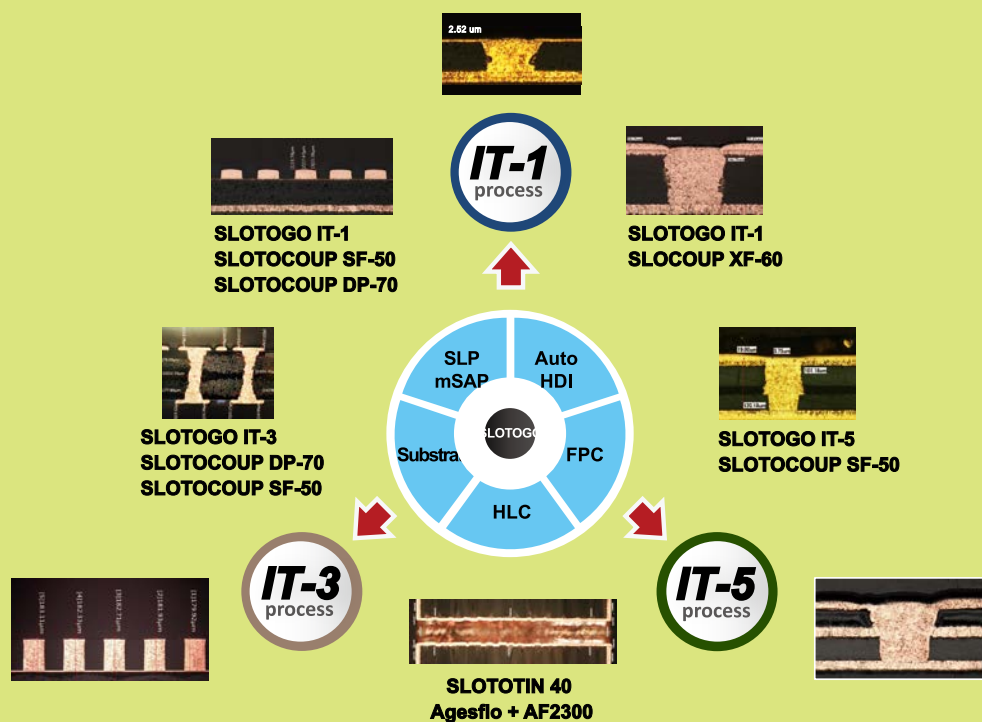 2.52 um
IT-1
process
SLOTOGO IT-1
SLOTOCOUP SF-50
SLOTOCOUP DP-70
SLOTOGO IT-1
SLOCOUP XF-60
SLP
mSAP
Auto
HDI
SLOTOGO
FPC
HLC
SLOTOGO IT-3
SLOTOCOUP DP-70
SLOTOCOUP SF-50
SLOTOGO IT-5
SLOTOCOUP SF-50
IT-3
process
IT-5
process
SLOTOTIN 40
Agesflo + AF2300